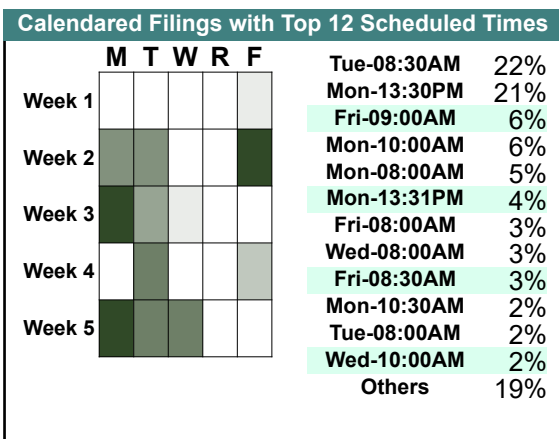 Calendared Filings with Top 12 Scheduled Times
M T W R F
Week 1
Week 2
Week 3
Week 4
Week 5
Tue-08:30AM 22%
Mon-13:30PM 21%
Fri-09:00AM 6%
Mon-10:00AM 6%
Mon-08:00AM 5%
Mon-13:31PM 4%
Fri-08:00AM 3%
Wed-08:00AM 3%
Fri-08:30AM 3%
Mon-10:30AM 2%
Tue-08:00AM 2%
Wed-10:00AM 2%
Others 19%